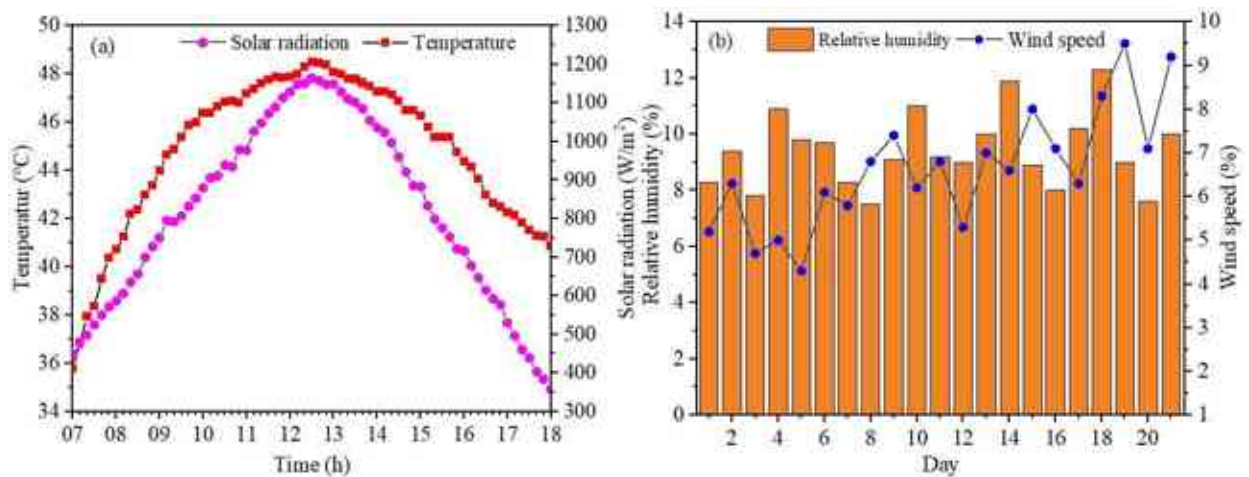 (a)
Solar radiation
Temperature
50
48
46
44
42
40
38
36
34
Temperatur (°C)
1300
1200
1100
1000
900
800
700
600
500
400
300
Solar radiation (W/m²)
07 08 09 10 11 12 13 14 15 16 17 18
Time (h)
(b)
Relative humidity
Wind speed
14
12
10
8
6
4
2
0
Relative humidity (%)
10
9
8
7
6
5
4
3
2
1
Wind speed (%)
2 4 6 8 10 12 14 16 18 20
Day